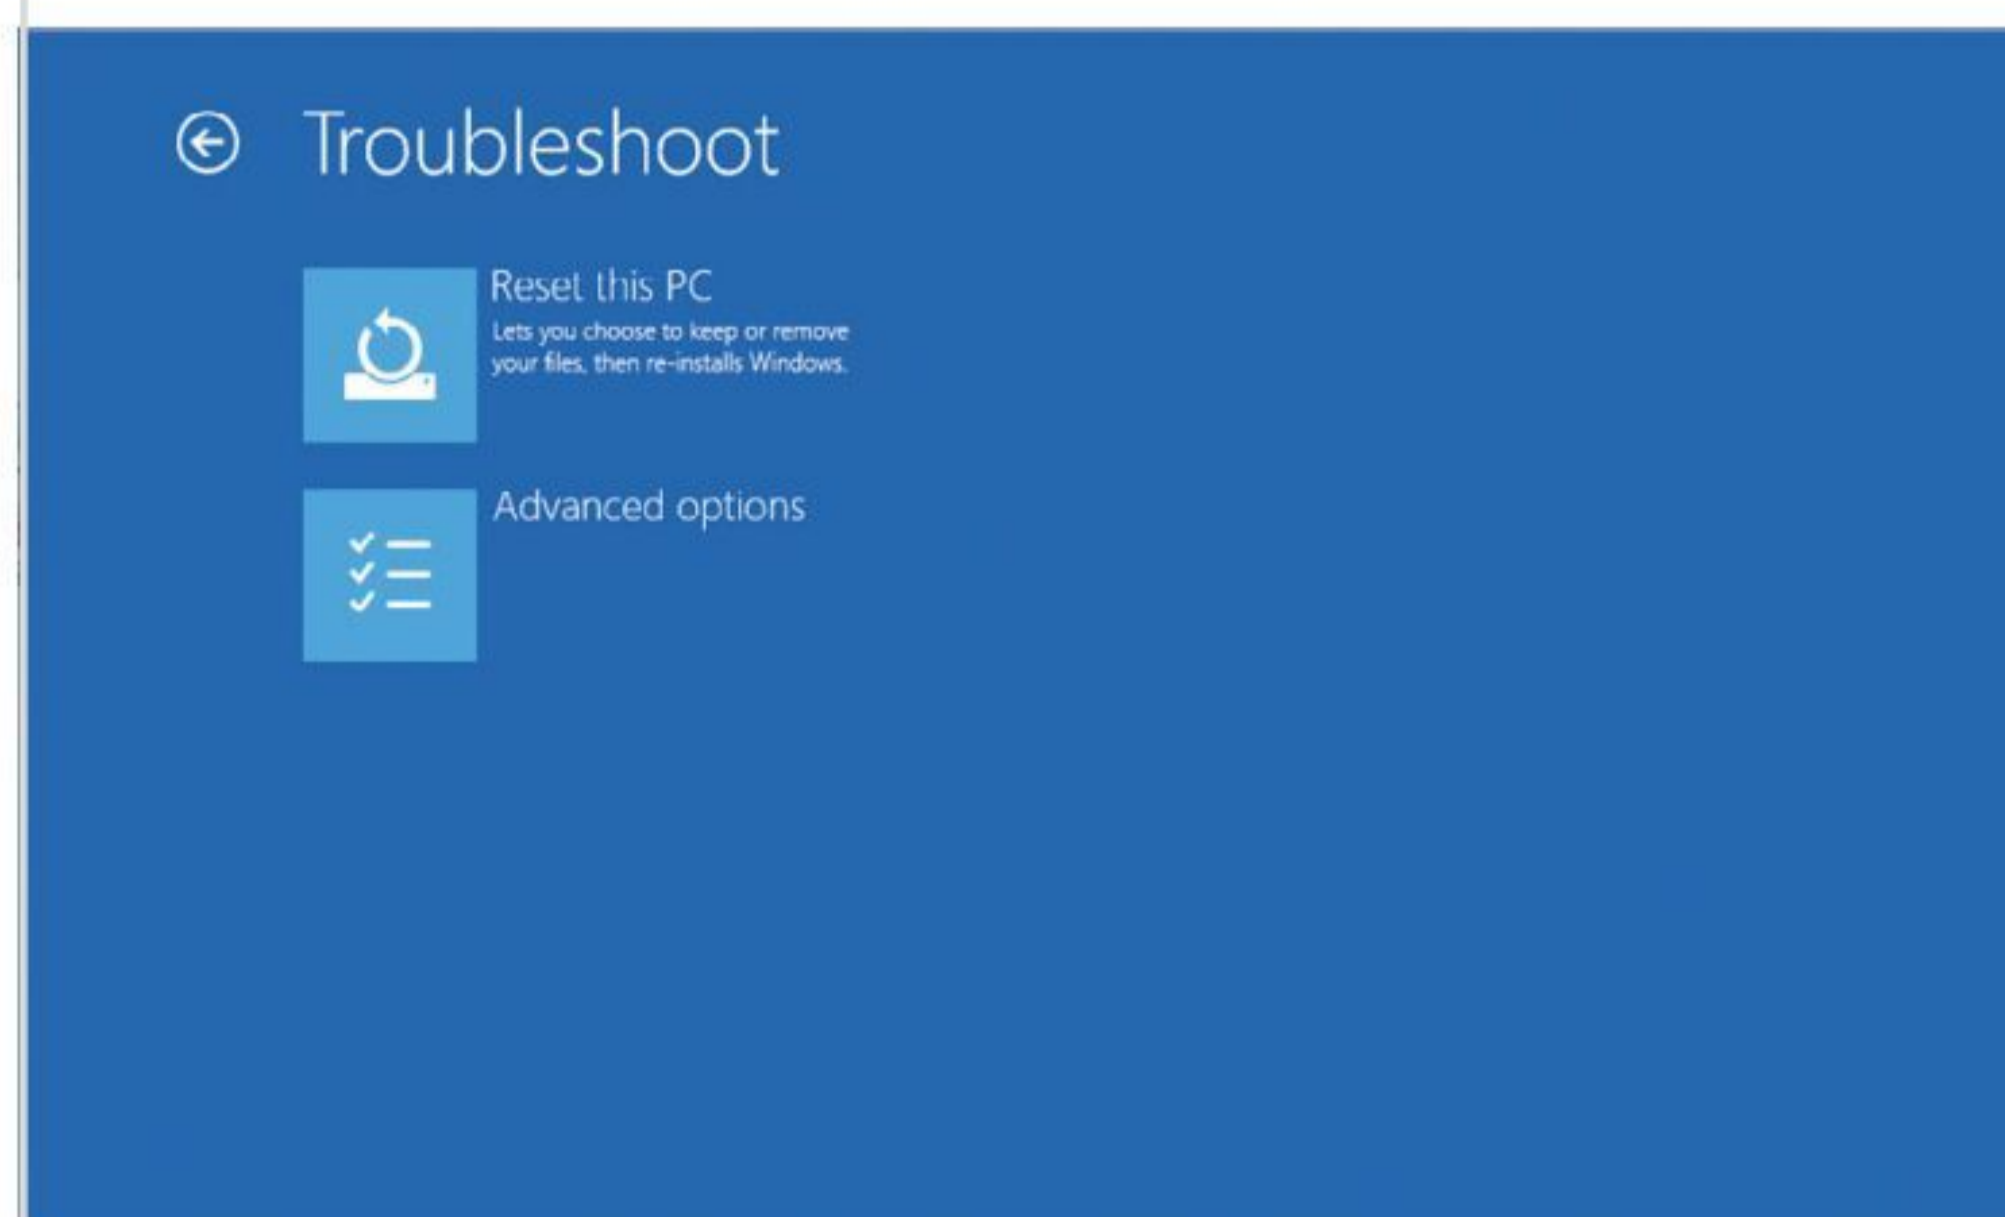 Troubleshoot
Reset this PC
Lets you choose to keep or remove
your files, then re-installs Windows.
Advanced options